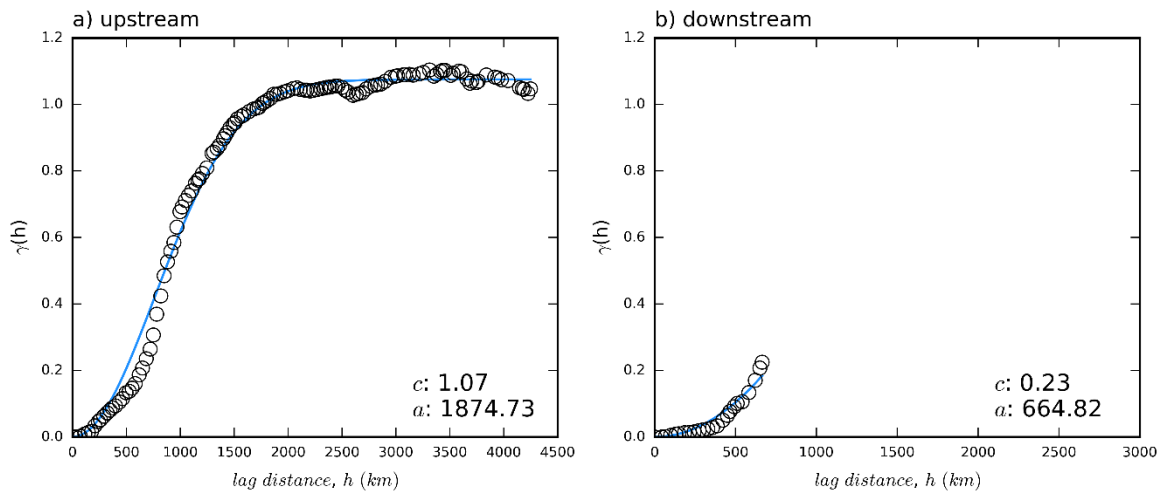 a) upstream
1.2
1.0
0.8
0.6
0.4
0.2
0.0
γ(h)
0 500 1000 1500 2000 2500 3000 3500 4000 4500
lag distance, h (km)
c: 1.07
a: 1874.73
b) downstream
1.2
1.0
0.8
0.6
0.4
0.2
0.0
γ(h)
0 500 1000 1500 2000 2500 3000
lag distance, h (km)
c: 0.23
a: 664.82